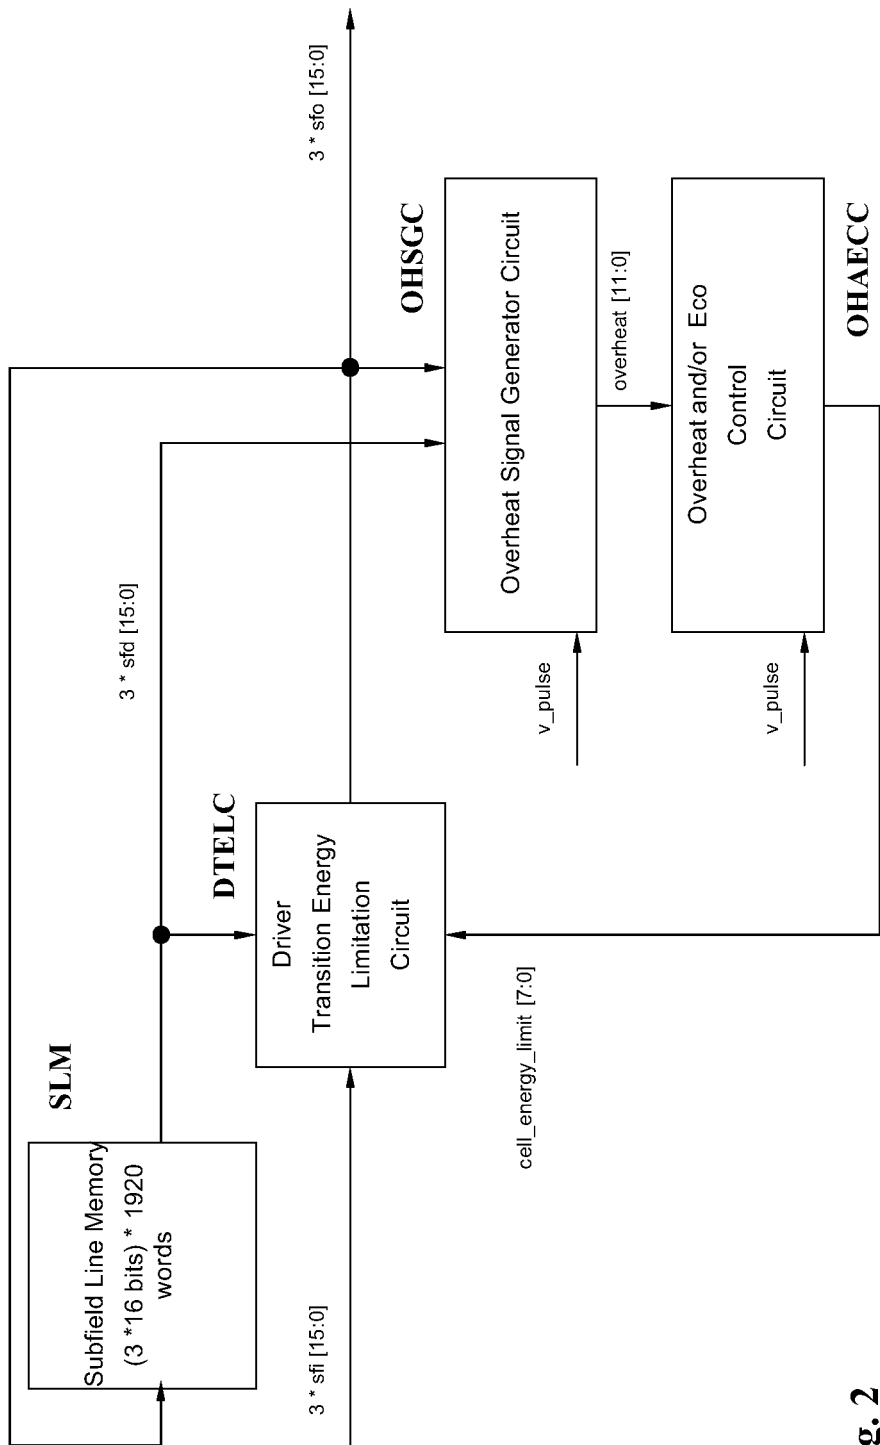 SLM
Subfield Line Memory
(3 *16 bits) * 1920
words
3 * sfi [15:0]
DTELC
Driver
Transition Energy
Limitation
Circuit
cell_energy_limit [7:0]
3 * sfd [15:0]
3 * sfo [15:0]
OHSGC
Overheat Signal Generator Circuit
v_pulse
overheat [11:0]
OHAECC
Overheat and/or Eco
Control
Circuit
v_pulse
g. 2